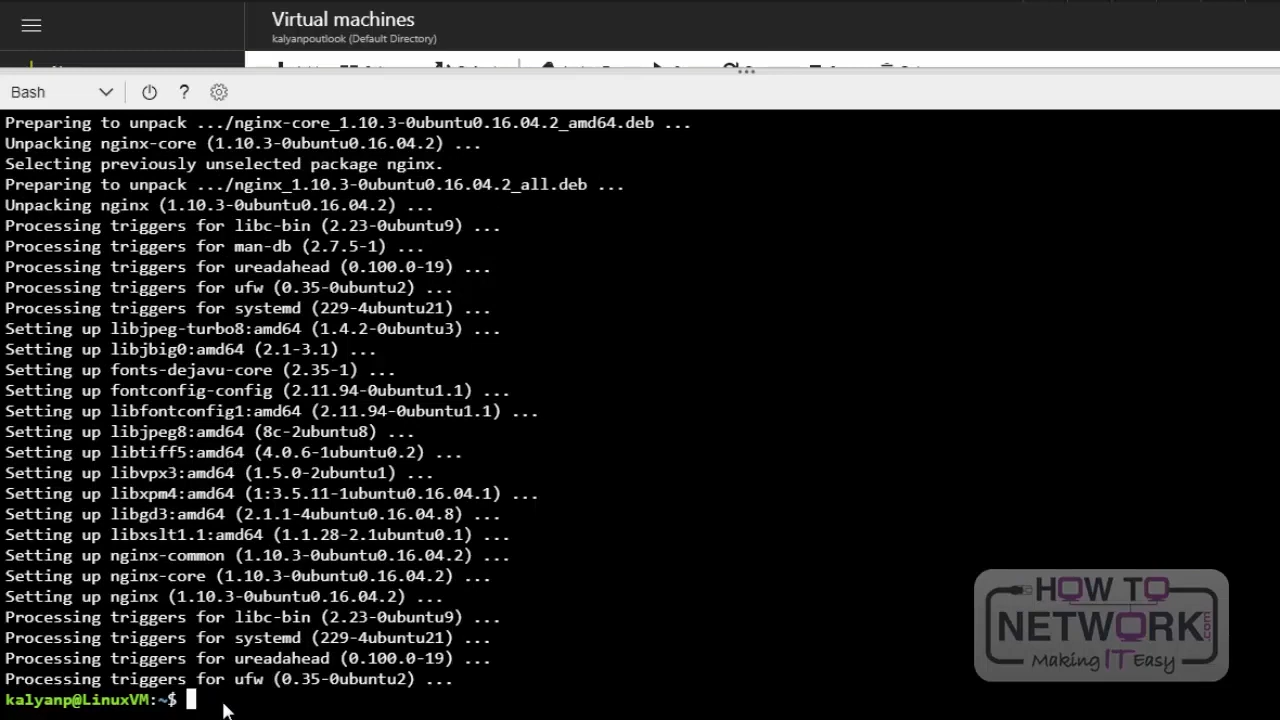 Virtual machines
kalyanpoutlook (Default Directory)
Bash
?
Preparing to unpack .../nginx-core_1.10.3-0ubuntu0.16.04.2_amd64.deb ...
Unpacking nginx-core (1.10.3-0ubuntu0.16.04.2) ...
Selecting previously unselected package nginx.
Preparing to unpack .../nginx_1.10.3-0ubuntu0.16.04.2_all.deb ...
Unpacking nginx (1.10.3-0ubuntu0.16.04.2) ...
Processing triggers for libc-bin (2.23-0ubuntu9) ...
Processing triggers for man-db (2.7.5-1) ...
Processing triggers for ureadahead (0.100.0-19) ...
Processing triggers for ufw (0.35-0ubuntu2) ...
Processing triggers for systemd (229-4ubuntu21) ...
Setting up libjpeg-turbo8:amd64 (1.4.2-0ubuntu3) ...
Setting up libjbig0:amd64 (2.1-3.1) ...
Setting up fonts-dejavu-core (2.35-1) ...
Setting up fontconfig-config (2.11.94-0ubuntu1.1) ...
Setting up libfontconfig1:amd64 (2.11.94-0ubuntu1.1) ...
Setting up libjpeg8:amd64 (8c-2ubuntu8) ...
Setting up libtiff5:amd64 (4.0.6-1ubuntu0.2) ...
Setting up libvpx3:amd64 (1.5.0-2ubuntu1) ...
Setting up libxpm4:amd64 (1:3.5.11-1ubuntu0.16.04.1) ...
Setting up libgd3:amd64 (2.1.1-4ubuntu0.16.04.8) ...
Setting up libxslt1.1:amd64 (1.1.28-2.1ubuntu0.1) ...
Setting up nginx-common (1.10.3-0ubuntu0.16.04.2) ...
Setting up nginx-core (1.10.3-0ubuntu0.16.04.2) ...
Setting up nginx (1.10.3-0ubuntu0.16.04.2) ...
Processing triggers for libc-bin (2.23-0ubuntu9) ...
Processing triggers for systemd (229-4ubuntu21) ...
Processing triggers for ureadahead (0.100.0-19) ...
Processing triggers for ufw (0.35-0ubuntu2) ...
kalyanp@LinuxVM:~$
HOW TO
NETWORK.com
Making IT Easy